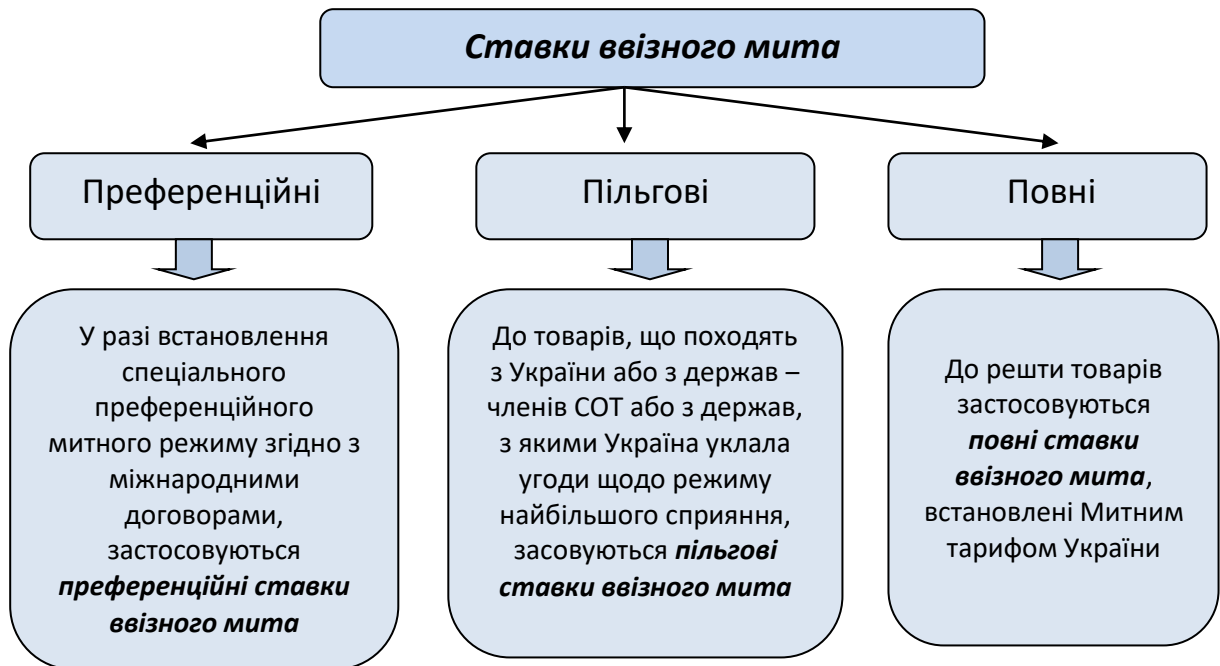 Ставки ввізного мита
Преференційні
Пільгові
Повні
У разі встановлення
спеціального
преференційного
митного режиму згідно з
міжнародними
договорами,
застосовуються
преференційні ставки
ввізного мита
До товарів, що походять
з України або з держав –
членів СОТ або з держав,
з якими Україна уклала
угоди щодо режиму
найбільшого сприяння,
засовуються пільгові
ставки ввізного мита
До решти товарів
застосовуються
повні ставки
ввізного мита,
встановлені Митним
тарифом України